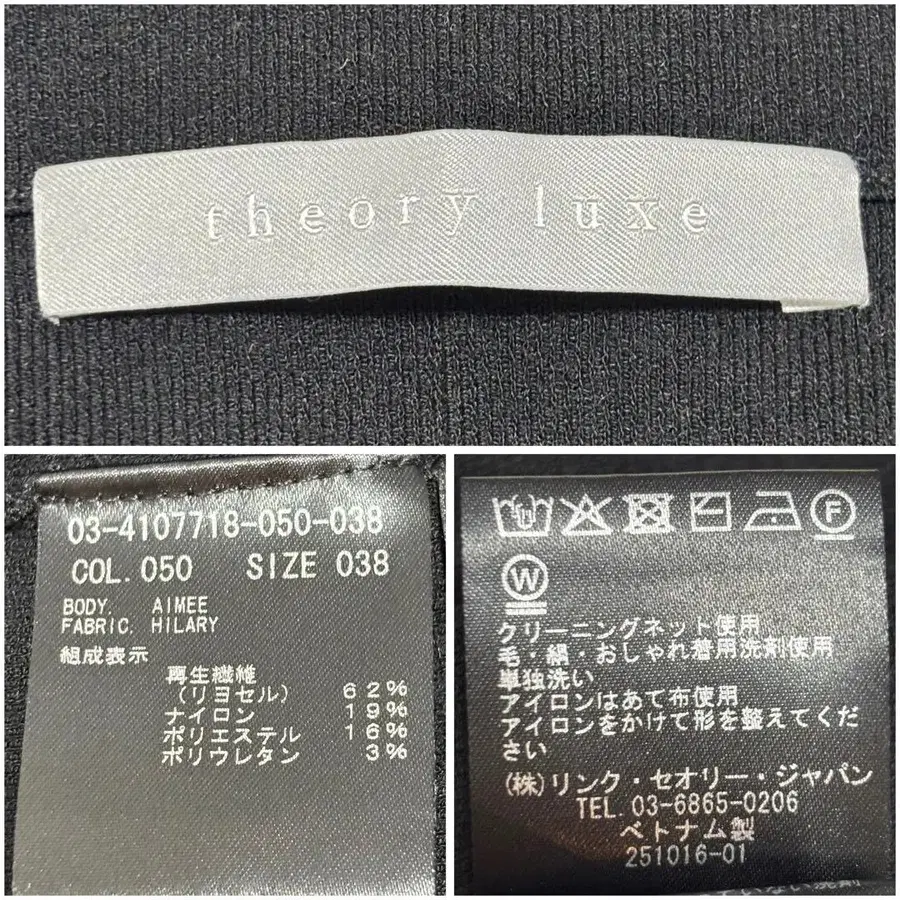 theory luxe
03-4107718-050-038
COL. 050 SIZE 038
BODY. AIMEE
FABRIC. HILARY
組成表示
再生繊維
(リヨセル) 62%
ナイロン 19%
ポリエステル 16%
ポリウレタン 3%
F
W
クリーニングネット使用
毛・絹・おしゃれ着用洗剤使用
単独洗い
アイロンはあて布使用
アイロンをかけて形を整えてくだ
さい
(株)リンク・セオリー・ジャパン
TEL. 03-6865-0206
ベトナム製
251016-01